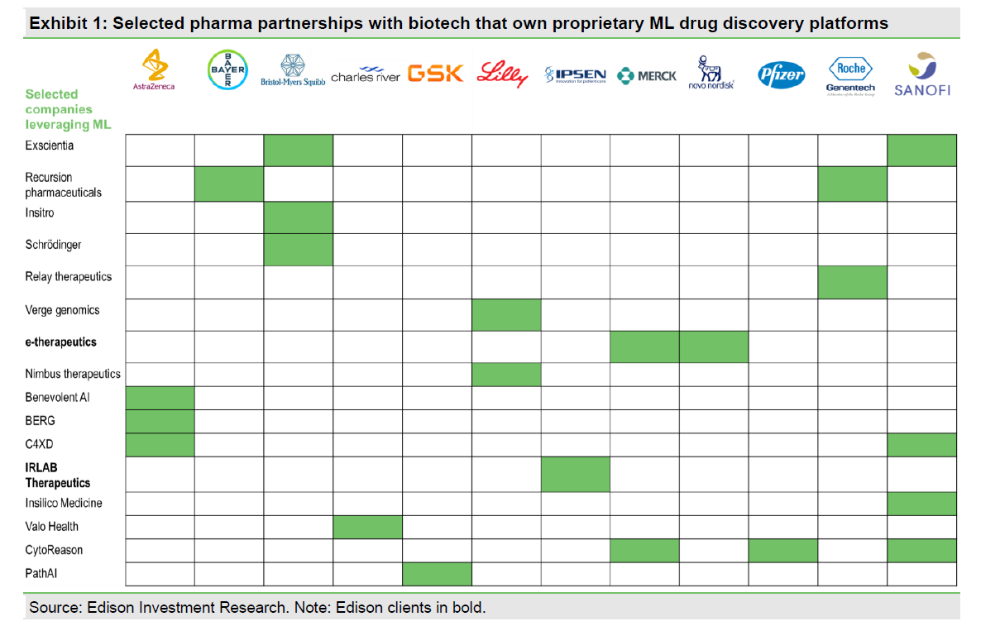 Exhibit 1: Selected pharma partnerships with biotech that own proprietary ML drug discovery platforms
AstraZeneca
BAYER
BAYER
Bristol-Myers Squibb
charles river
GSK
Lilly
IPSEN
Innovation for patient care
MERCK
novo nordisk
Pfizer
Roche
Genentech
A Member of the Roche Group
SANOFI
Selected
companies
leveraging ML
Exscientia
Recursion
pharmaceuticals
Insitro
Schrödinger
Relay therapeutics
Verge genomics
e-therapeutics
Nimbus therapeutics
Benevolent AI
BERG
C4XD
IRLAB
Therapeutics
Insilico Medicine
Valo Health
CytoReason
PathAI
Source: Edison Investment Research. Note: Edison clients in bold.